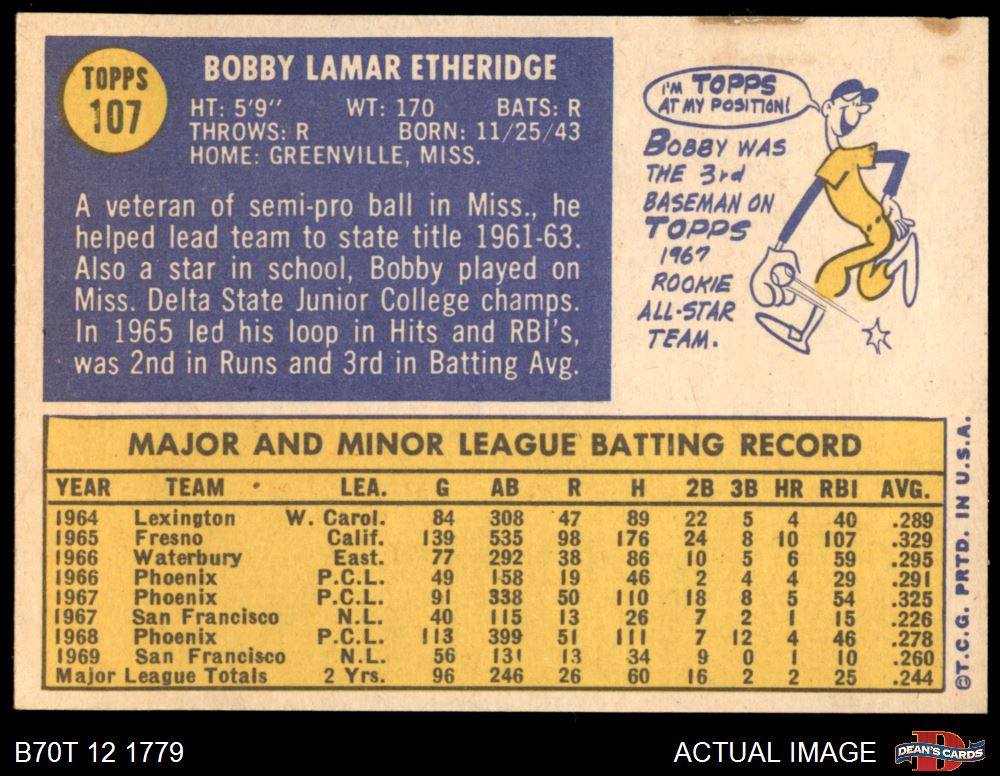 TOPPS
107
BOBBY LAMAR ETHERIDGE
HT: 5'9" WT: 170 BATS: R
THROWS: R BORN: 11/25/43
HOME: GREENVILLE, MISS.
A veteran of semi-pro ball in Miss., he
helped lead team to state title 1961-63.
Also a star in school, Bobby played on
Miss. Delta State Junior College champs.
In 1965 led his loop in Hits and RBI's,
was 2nd in Runs and 3rd in Batting Avg.
I'M TOPPS
AT MY POSITION!
BOBBY WAS
THE 3rd
BASEMAN ON
TOPPS
1967
ROOKIE
ALL-STAR
TEAM.
MAJOR AND MINOR LEAGUE BATTING RECORD
YEAR TEAM LEA. G AB R H 2B 3B HR RBI AVG.
1964 Lexington W. Carol. 84 308 47 89 22 5 4 40 .289
1965 Fresno Calif. 139 535 98 176 24 8 10 107 .329
1966 Waterbury East. 77 292 38 86 10 5 6 59 .295
1966 Phoenix P.C.L. 49 158 19 46 2 4 4 29 .291
1967 Phoenix P.C.L. 91 338 50 110 18 8 5 54 .325
1967 San Francisco N.L. 40 115 13 26 7 2 1 15 .226
1968 Phoenix P.C.L. 113 399 51 111 7 12 4 46 .278
1969 San Francisco N.L. 56 131 13 34 9 0 1 10 .260
Major League Totals 2 Yrs. 96 246 26 60 16 2 2 25 .244
©T.C.G. PRTD. IN U.S.A.
B70T 12 1779
ACTUAL IMAGE
DEAN'S CARDS